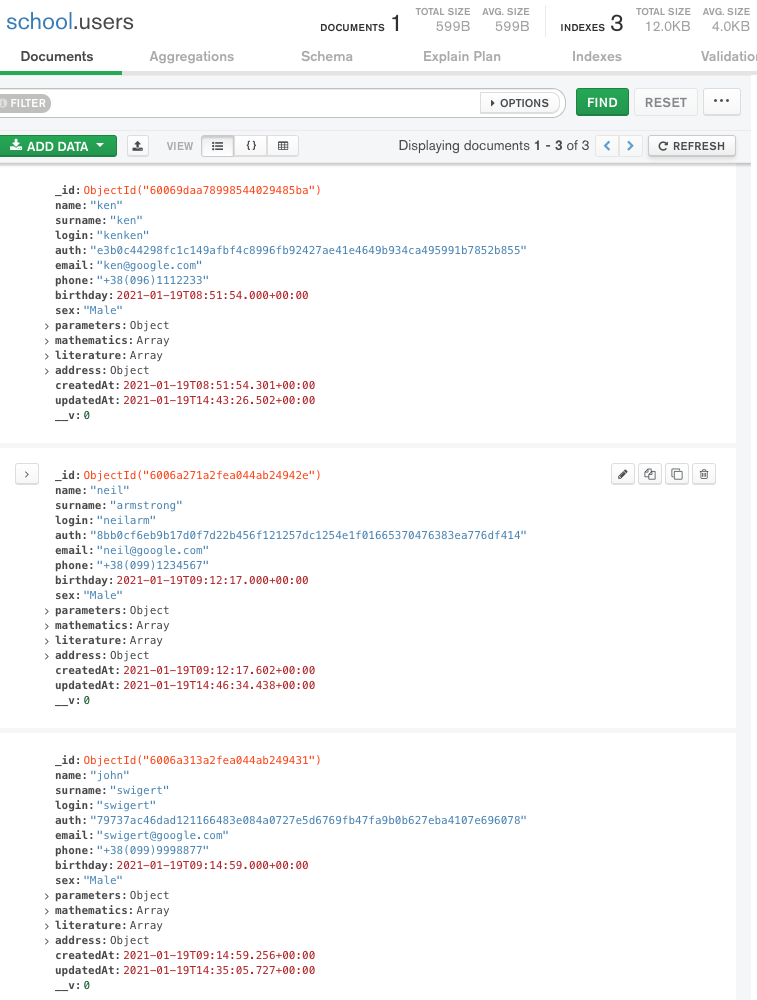 school.users
DOCUMENTS 1 TOTAL SIZE 599B AVG. SIZE 599B INDEXES 3 TOTAL SIZE 12.0KB AVG. SIZE 4.0KB
Documents Aggregations Schema Explain Plan Indexes Validatio
FILTER OPTIONS FIND RESET ...
ADD DATA VIEW {} Displaying documents 1 - 3 of 3 REFRESH
_id: ObjectId("60069daa78998544029485ba")
name: "ken"
surname: "ken"
login: "kenken"
auth: "e3b0c44298fc1c149afbf4c8996fb92427ae41e4649b934ca495991b7852b855"
email: "ken@google.com"
phone: "+38(096)1112233"
birthday: 2021-01-19T08:51:54.000+00:00
sex: "Male"
> parameters: Object
> mathematics: Array
> literature: Array
> address: Object
createdAt: 2021-01-19T08:51:54.301+00:00
updatedAt: 2021-01-19T14:43:26.502+00:00
__v: 0
_id: ObjectId("6006a271a2fea044ab24942e")
name: "neil"
surname: "armstrong"
login: "neilarm"
auth: "8bb0cf6eb9b17d0f7d22b456f121257dc1254e1f01665370476383ea776df414"
email: "neil@google.com"
phone: "+38(099)1234567"
birthday: 2021-01-19T09:12:17.000+00:00
sex: "Male"
> parameters: Object
> mathematics: Array
> literature: Array
> address: Object
createdAt: 2021-01-19T09:12:17.602+00:00
updatedAt: 2021-01-19T14:46:34.438+00:00
__v: 0
_id: ObjectId("6006a313a2fea044ab249431")
name: "john"
surname: "swigert"
login: "swigert"
auth: "79737ac46dad121166483e084a0727e5d6769fb47fa9b0b627eba4107e696078"
email: "swigert@google.com"
phone: "+38(099)9998877"
birthday: 2021-01-19T09:14:59.000+00:00
sex: "Male"
> parameters: Object
> mathematics: Array
> literature: Array
> address: Object
createdAt: 2021-01-19T09:14:59.256+00:00
updatedAt: 2021-01-19T14:35:05.727+00:00
__v: 0